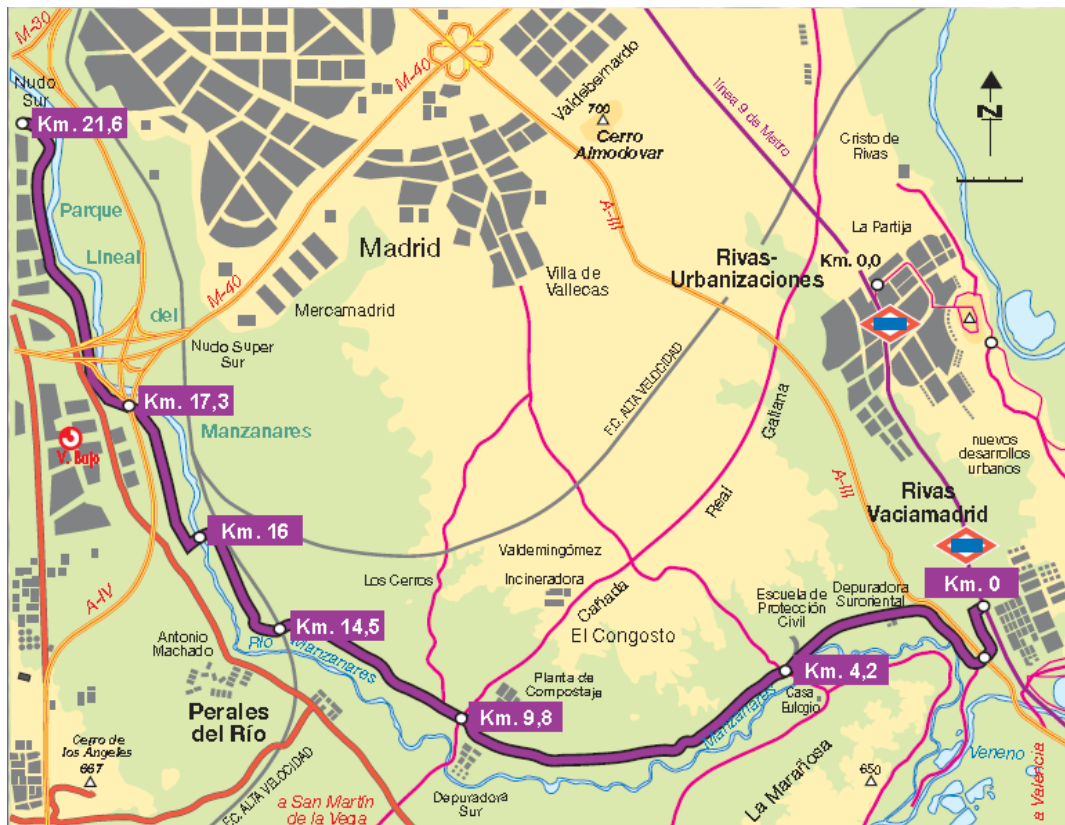 M-30
Nudo
Sur
Km. 21,6
M-40
Valdebernardo
700
Cerro
Almodovar
línea 9 de Metro
Cristo de
Rivas
N
Parque
Lineal
del
Manzanares
Madrid
A-III
La Partija
Km. 0,0
Rivas-
Urbanizaciones
Villa de
Vallecas
M-40
Mercamadrid
Nudo Super
Sur
F.C. ALTA VELOCIDAD
Km. 17,3
V. Bajo
Galiana
Real
Cañada
nuevos
desarrollos
urbanos
A-III
Rivas
Vaciamadrid
Km. 16
Valdemingómez
Incineradora
Los Cerros
A-IV
Km. 0
Escuela de
Protección
Civil
Depuradora
Suroriental
El Congosto
Km. 14,5
Antonio
Machado
Río
Manzanares
Km. 4,2
Planta de
Compostaja
Casa
Eulogio
Manzanares
Km. 9,8
Perales
del Río
Cerro de
los Angeles
667
Depuradora
Sur
La Marañosa
650
Veneno
a Valencia
F.C. ALTA VELOCIDAD
a San Martín
de la Vega